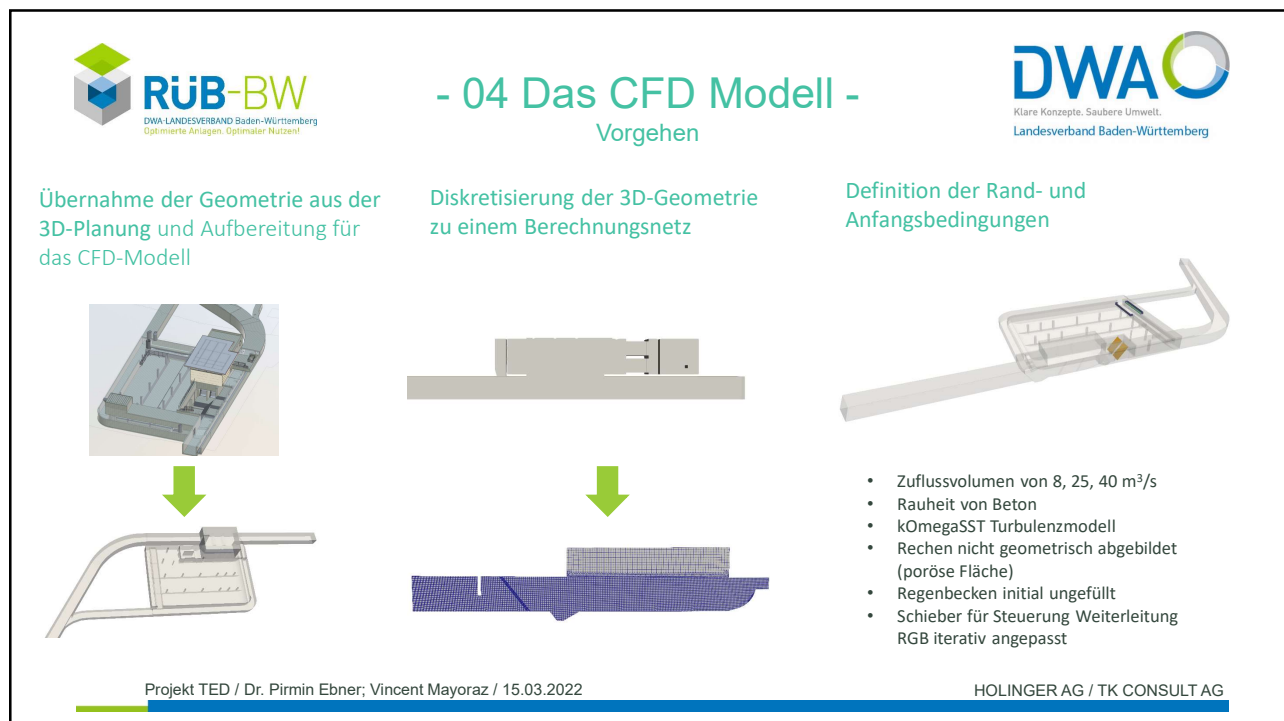 RÜB-BW
DWA-LANDESVERBAND Baden-Württemberg
Optimierte Anlagen. Optimaler Nutzen!
- 04 Das CFD Modell -
Vorgehen
DWA
Klare Konzepte. Saubere Umwelt.
Landesverband Baden-Württemberg
Übernahme der Geometrie aus der
3D-Planung und Aufbereitung für
das CFD-Modell
Diskretisierung der 3D-Geometrie
zu einem Berechnungsnetz
Definition der Rand- und
Anfangsbedingungen
• Zuflussvolumen von 8, 25, 40 m³/s
• Rauheit von Beton
• kOmegaSST Turbulenzmodell
• Rechen nicht geometrisch abgebildet
(poröse Fläche)
• Regenbecken initial ungefüllt
• Schieber für Steuerung Weiterleitung
RGB iterativ angepasst
Projekt TED / Dr. Pirmin Ebner; Vincent Mayoraz / 15.03.2022
HOLINGER AG / TK CONSULT AG